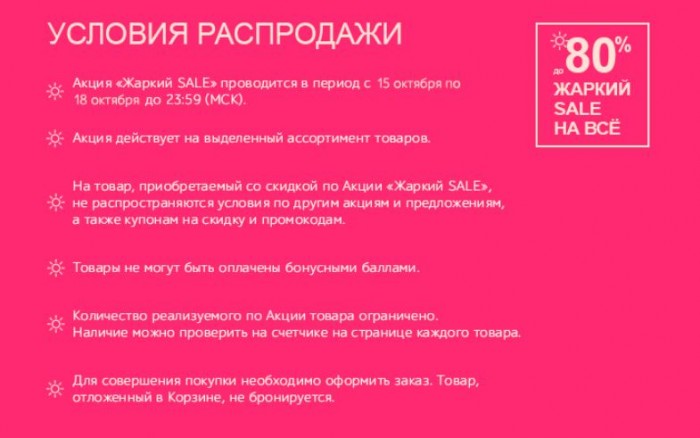 УСЛОВИЯ РАСПРОДАЖИ
Акция «Жаркий SALE» проводится в период с 15 октября по
18 октября до 23:59 (МСК).
Акция действует на выделенный ассортимент товаров.
На товар, приобретаемый со скидкой по Акции «Жаркий SALE»,
не распространяются условия по другим акциям и предложениям,
а также купонам на скидку и промокодам.
Товары не могут быть оплачены бонусными баллами.
Количество реализуемого по Акции товара ограничено.
Наличие можно проверить на счетчике на странице каждого товара.
Для совершения покупки необходимо оформить заказ. Товар,
отложенный в Корзине, не бронируется.
до 80%
ЖАРКИЙ
SALE
НА ВСЁ